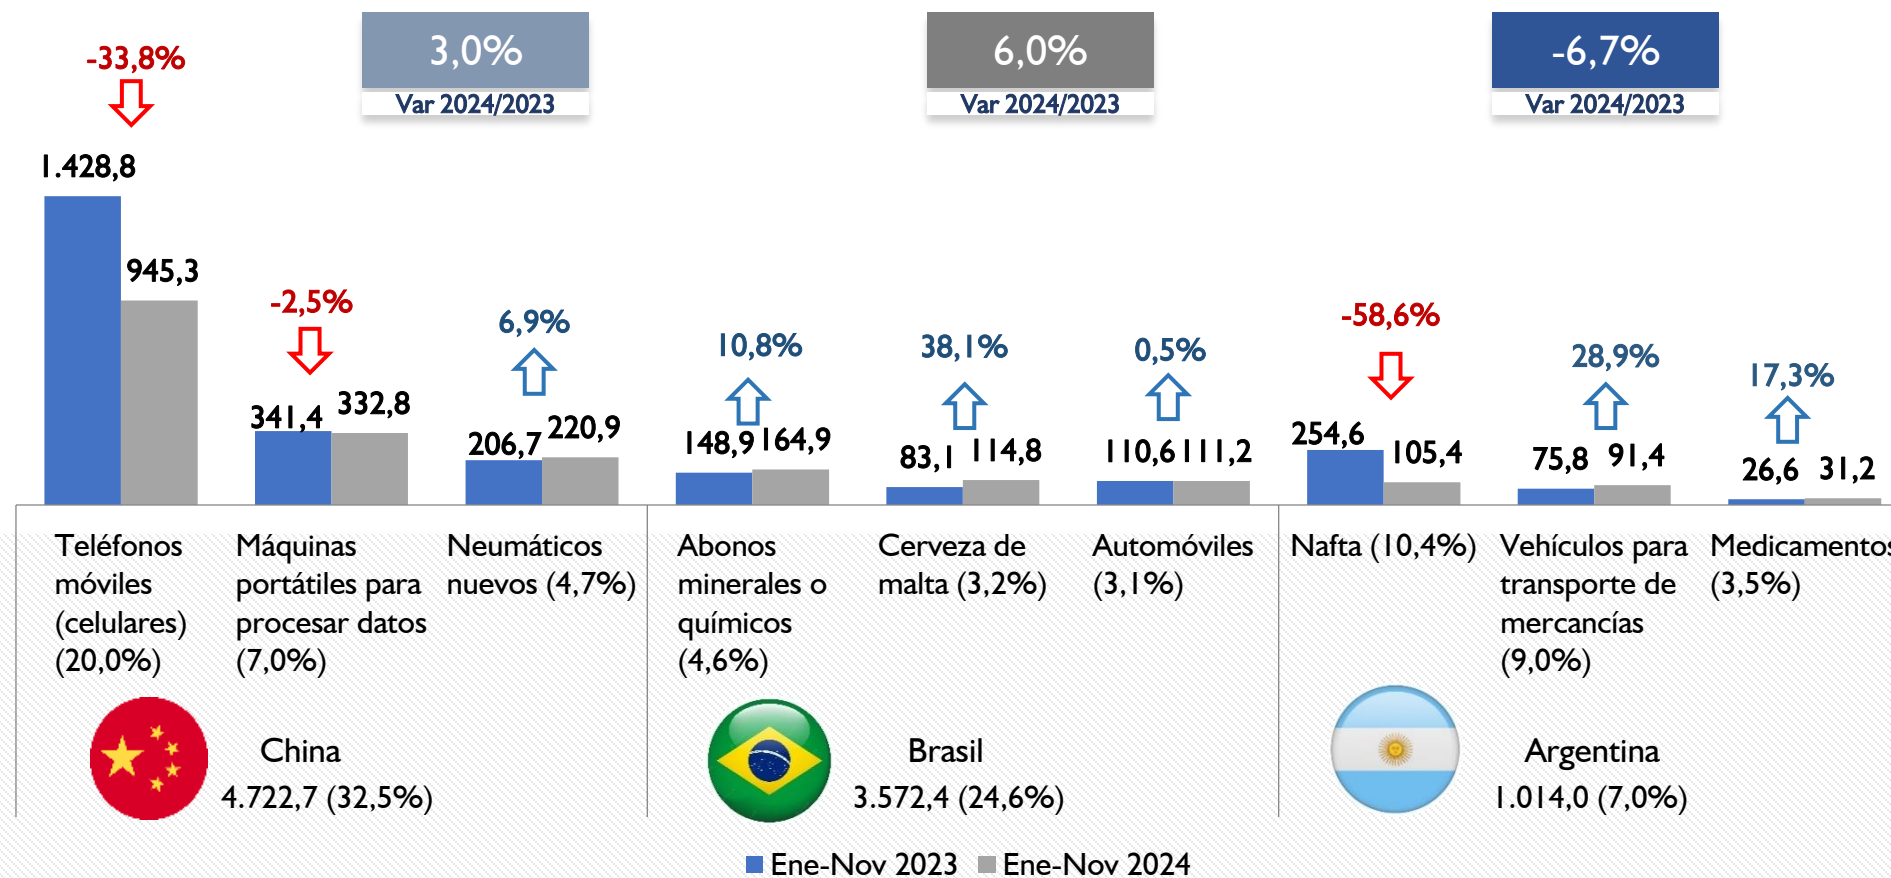 3,0%
Var 2024/2023
6,0%
Var 2024/2023
-6,7%
Var 2024/2023
-33,8%
1.428,8
945,3
-2,5%
341,4
332,8
6,9%
206,7
220,9
10,8%
148,9
164,9
38,1%
83,1
114,8
0,5%
110,6
111,2
-58,6%
254,6
105,4
28,9%
75,8
91,4
17,3%
26,6
31,2
Teléfonos
móviles
(celulares)
(20,0%)
Máquinas
portátiles para
procesar datos
(7,0%)
Neumáticos
nuevos (4,7%)
Abonos
minerales o
químicos
(4,6%)
Cerveza de
malta (3,2%)
Automóviles
(3,1%)
Nafta (10,4%)
Vehículos para
transporte de
mercancías
(9,0%)
Medicamentos
(3,5%)
China
4.722,7 (32,5%)
Brasil
3.572,4 (24,6%)
Argentina
1.014,0 (7,0%)
Ene-Nov 2023
Ene-Nov 2024